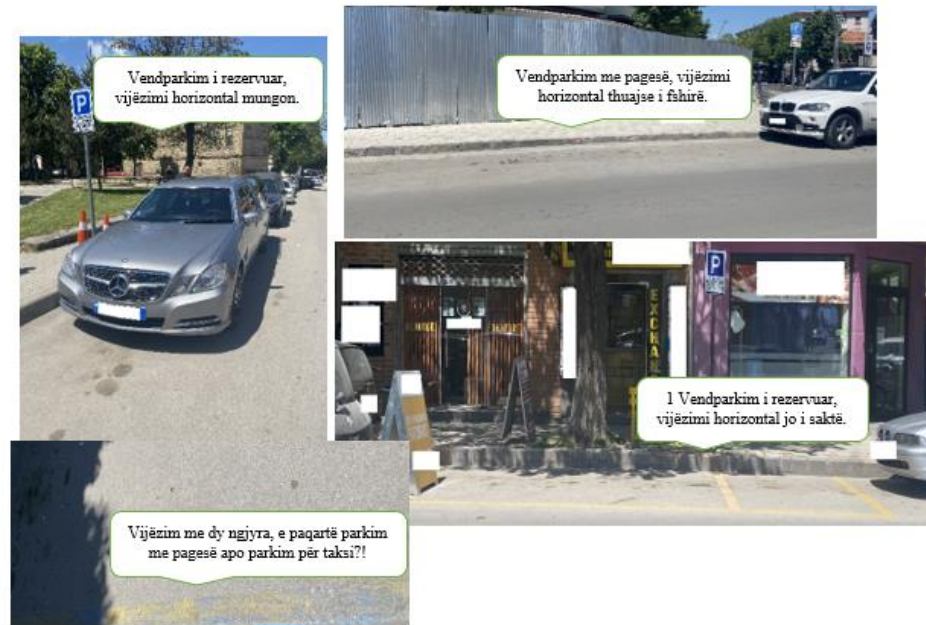 Vendparkim i rezervuar,
vijëzimi horizontal mungon.
P
Vendparkim me pagesë, vijëzimi
horizontal thuajse i fshirë.
P
EXCHA
1 Vendparkim i rezervuar,
vijëzimi horizontal jo i saktë.
Vijëzim me dy ngjyra, e paqartë parkim
me pagesë apo parkim për taksi?!